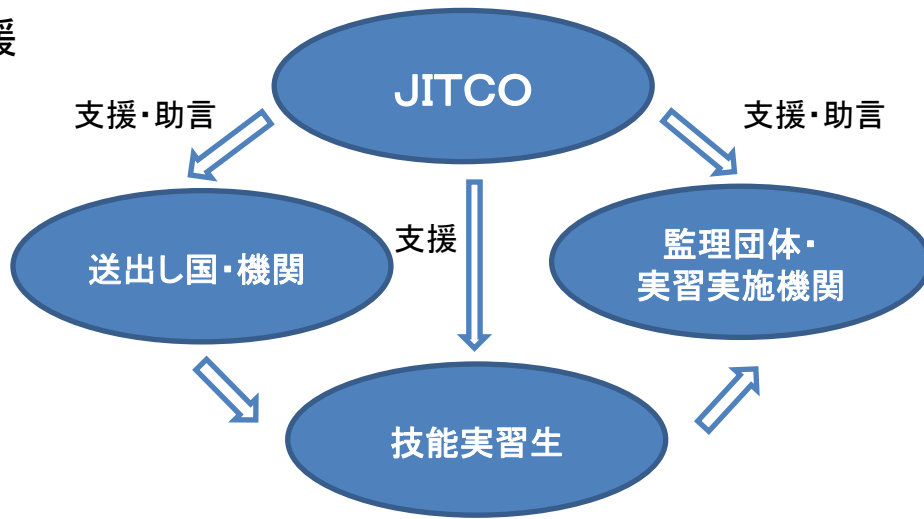 援
JITCO
支援・助言
支援・助言
送出し国・機関
支援
監理団体・
実習実施機関
技能実習生